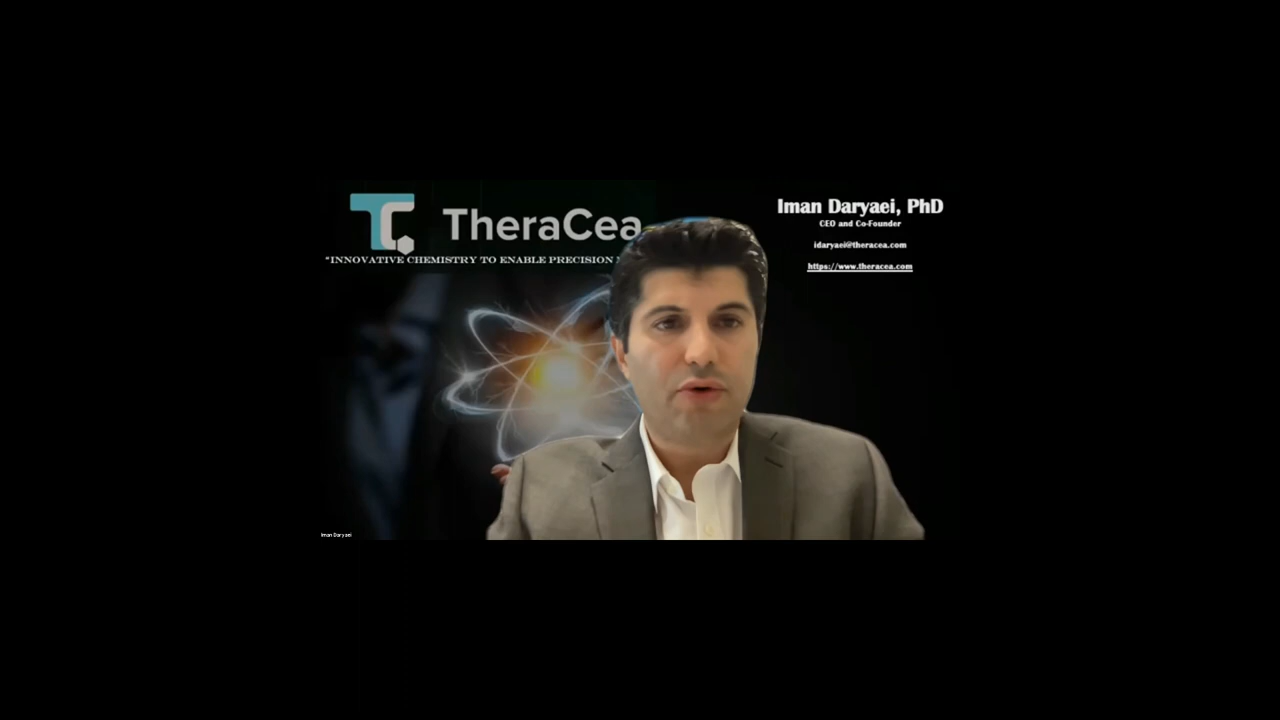 TC
TheraCea
"INNOVATIVE CHEMISTRY TO ENABLE PRECISION
Iman Daryaei, PhD
CEO and Co-Founder
idaryaei@theracea.com
https://www.theracea.com
Iman Daryaei